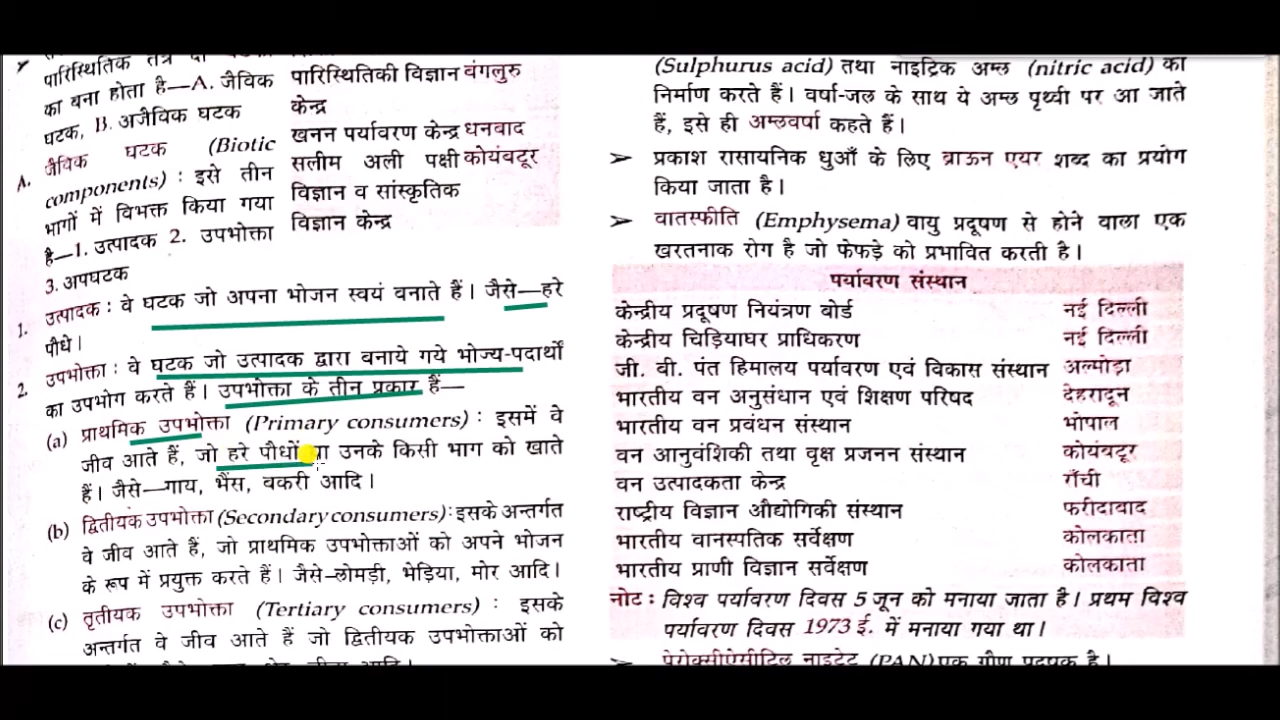 पारिस्थितिक तंत्र दो
का बना होता है—A. जैविक
घटक, B. अजैविक घटक
A. जैविक घटक (Biotic
components) : इसे तीन
भागों में विभक्त किया गया
है—1. उत्पादक 2. उपभोक्ता
3. अपघटक
पारिस्थितिकी विज्ञान बंगलुरु
केन्द्र
खनन पर्यावरण केन्द्र धनबाद
सलीम अली पक्षी कोयंबटूर
विज्ञान व सांस्कृतिक
विज्ञान केन्द्र
1. उत्पादक : वे घटक जो अपना भोजन स्वयं बनाते हैं। जैसे—हरे
पौधे।
2. उपभोक्ता : वे घटक जो उत्पादक द्वारा बनाये गये भोज्य-पदार्थों
का उपभोग करते हैं। उपभोक्ता के तीन प्रकार हैं—
(a) प्राथमिक उपभोक्ता (Primary consumers) : इसमें वे
जीव आते हैं, जो हरे पौधों उनके किसी भाग को खाते
हैं। जैसे—गाय, भैंस, बकरी आदि।
(b) द्वितीयक उपभोक्ता (Secondary consumers) : इसके अन्तर्गत
वे जीव आते हैं, जो प्राथमिक उपभोक्ताओं को अपने भोजन
के रूप में प्रयुक्त करते हैं। जैसे-लोमड़ी, भेड़िया, मोर आदि।
(c) तृतीयक उपभोक्ता (Tertiary consumers) : इसके
अन्तर्गत वे जीव आते हैं जो द्वितीयक उपभोक्ताओं को
(Sulphurus acid) तथा नाइट्रिक अम्ल (nitric acid) का
निर्माण करते हैं। वर्षा-जल के साथ ये अम्ल पृथ्वी पर आ जाते
हैं, इसे ही अम्लवर्षा कहते हैं।
➢ प्रकाश रासायनिक धुआँ के लिए ब्राऊन एयर शब्द का प्रयोग
किया जाता है।
➢ वातस्फीति (Emphysema) वायु प्रदूषण से होने वाला एक
खरतनाक रोग है जो फेफड़े को प्रभावित करती है।
पर्यावरण संस्थान
केन्द्रीय प्रदूषण नियंत्रण बोर्ड नई दिल्ली
केन्द्रीय चिड़ियाघर प्राधिकरण नई दिल्ली
जी. वी. पंत हिमालय पर्यावरण एवं विकास संस्थान अल्मोड़ा
भारतीय वन अनुसंधान एवं शिक्षण परिषद देहरादून
भारतीय वन प्रबंधन संस्थान भोपाल
वन आनुवंशिकी तथा वृक्ष प्रजनन संस्थान कोयंबटूर
वन उत्पादकता केन्द्र राँची
राष्ट्रीय विज्ञान औद्योगिकी संस्थान फरीदाबाद
भारतीय वानस्पतिक सर्वेक्षण कोलकाता
भारतीय प्राणी विज्ञान सर्वेक्षण कोलकाता
नोट : विश्व पर्यावरण दिवस 5 जून को मनाया जाता है। प्रथम विश्व
पर्यावरण दिवस 1973 ई. में मनाया गया था।
➢ पेरोक्सीऐसीटिल नाइट्रेट (PAN) एक गौण प्रदूषक है।